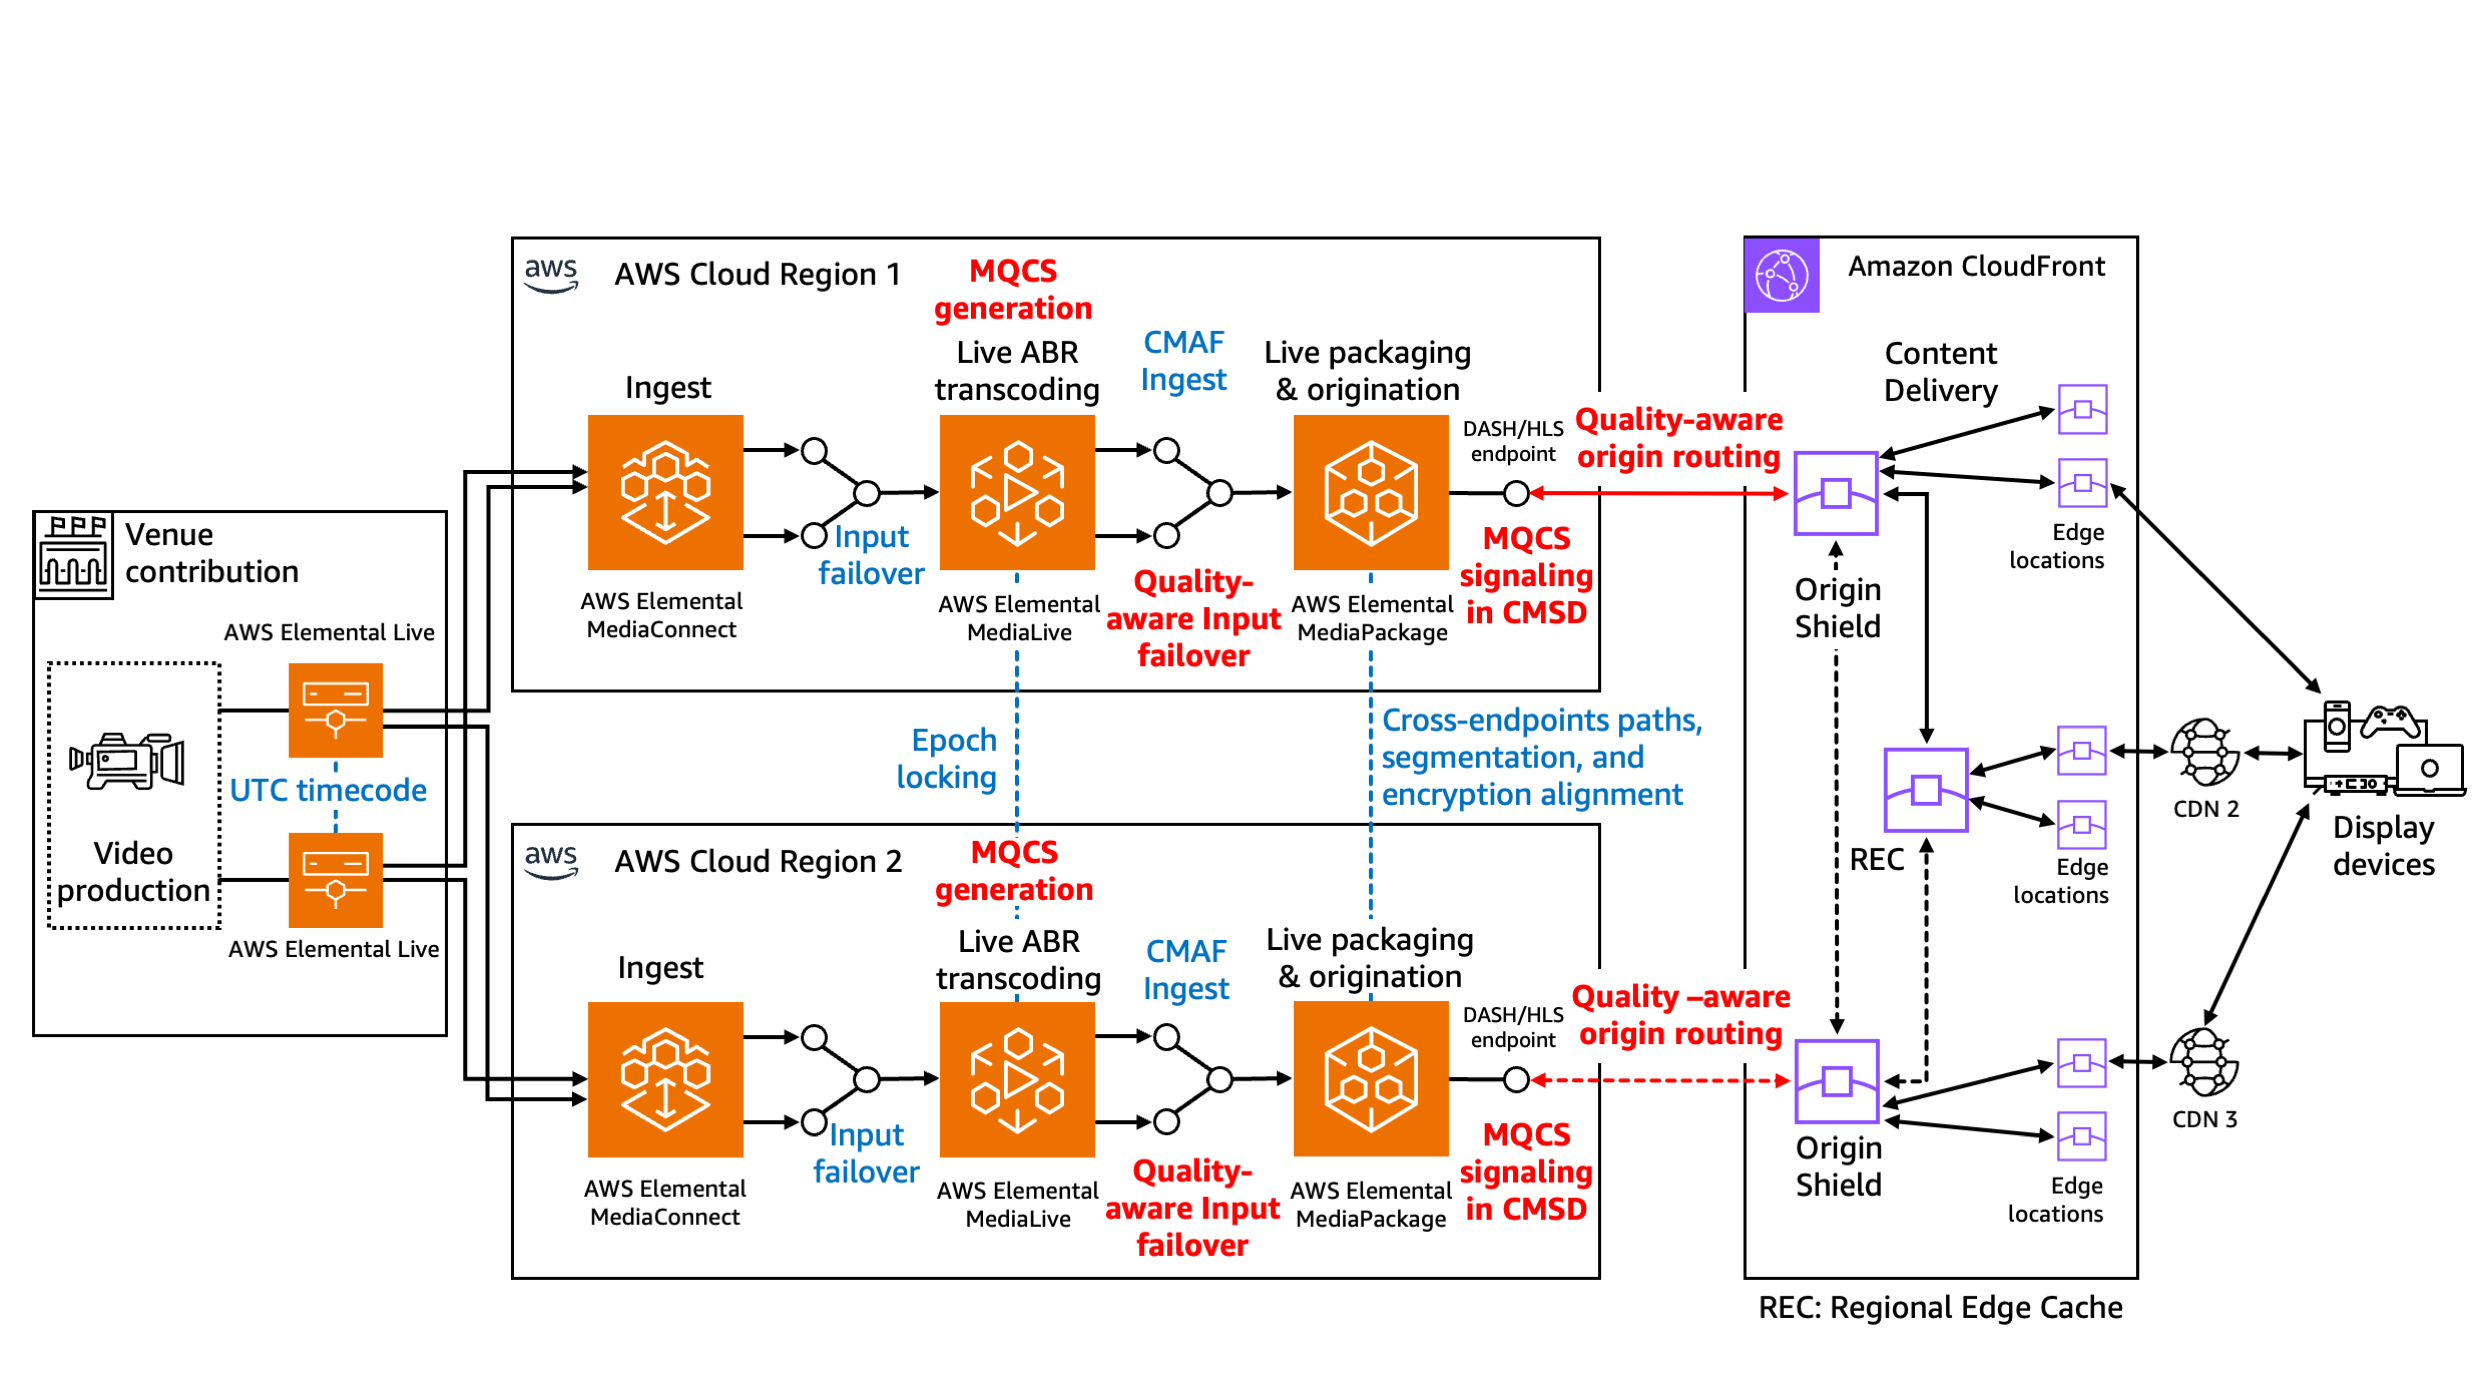 aws
AWS Cloud Region 1
MQCS
generation
Live ABR
transcoding
CMAF
Ingest
Live packaging
& origination
Ingest
DASH/HLS
endpoint
Quality-aware
origin routing
Input
failover
MQCS
signaling
in CMSD
Quality-
aware Input
failover
AWS Elemental
MediaConnect
AWS Elemental
MediaLive
AWS Elemental
MediaPackage
Venue
contribution
AWS Elemental Live
UTC timecode
Video
production
AWS Elemental Live
Epoch
locking
Cross-endpoints paths,
segmentation, and
encryption alignment
aws
AWS Cloud Region 2
MQCS
generation
Live ABR
transcoding
CMAF
Ingest
Live packaging
& origination
Ingest
DASH/HLS
endpoint
Quality –aware
origin routing
Input
failover
MQCS
signaling
in CMSD
Quality-
aware Input
failover
AWS Elemental
MediaConnect
AWS Elemental
MediaLive
AWS Elemental
MediaPackage
Amazon CloudFront
Content
Delivery
Edge
locations
Origin
Shield
REC
Edge
locations
Origin
Shield
Edge
locations
CDN 2
CDN 3
Display
devices
REC: Regional Edge Cache